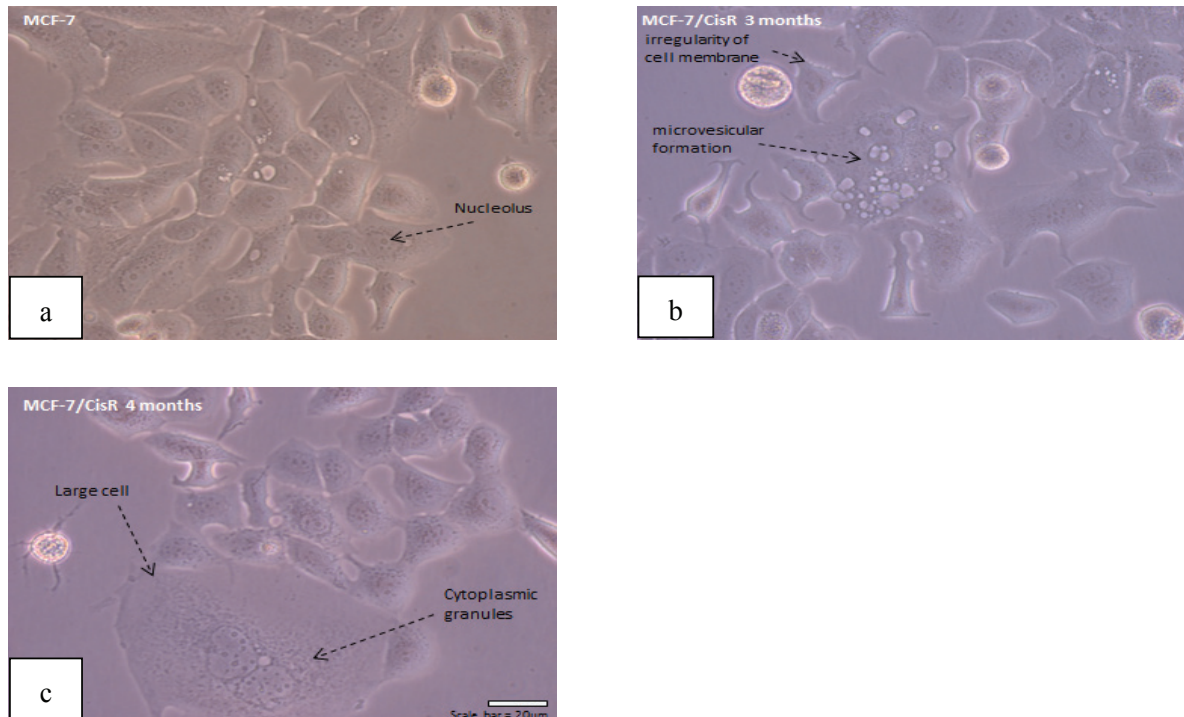 MCF-7
Nucleolus
a
MCF-7/CisR 3 months
irregularity of
cell membrane
microvesicular
formation
b
MCF-7/CisR 4 months
Large cell
Cytoplasmic
granules
c
Scale bar = 20µm